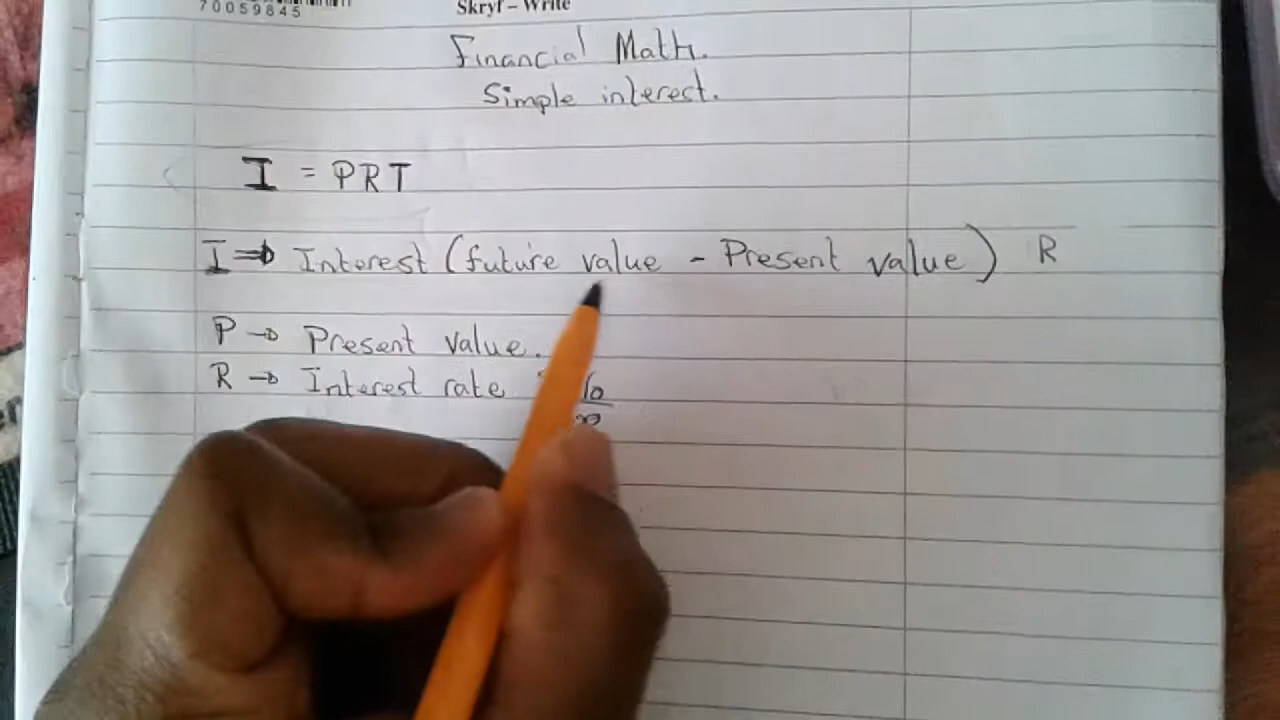 70059845
Skryf – Write
Financial Math.
Simple interest.
I = PRT
I ⇒ Interest (future value - Present value) R
P → Present value.
R → Interest rate